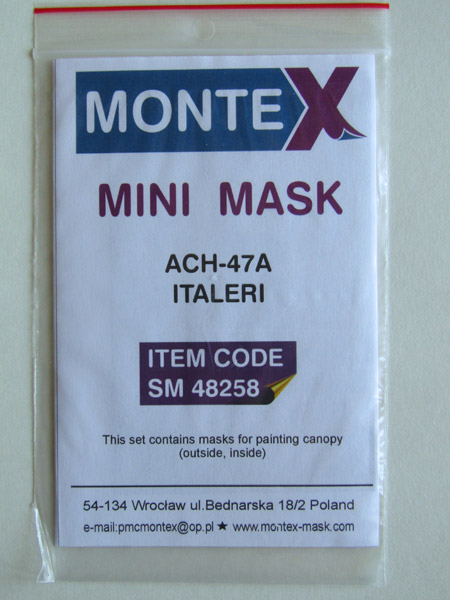 MONTEX
MINI MASK
ACH-47A
ITALERI
ITEM CODE
SM 48258
This set contains masks for painting canopy
(outside, inside)
54-134 Wrocław ul.Bednarska 18/2 Poland
e-mail:pmcmontex@op.pl ★ www.montex-mask.com